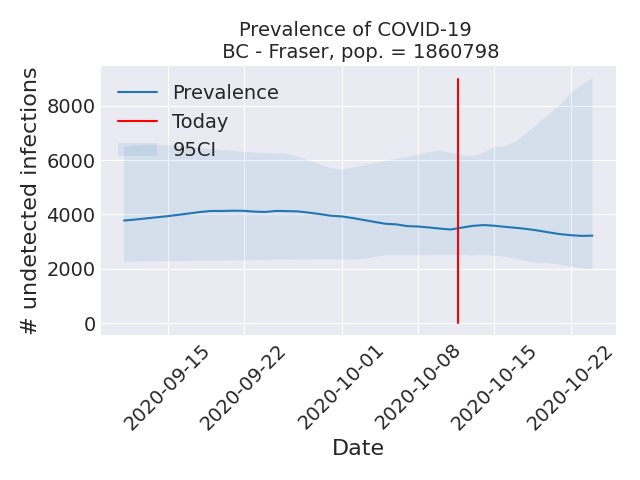 Prevalence of COVID-19
BC - Fraser, pop. = 1860798
# undetected infections
8000
6000
4000
2000
0
Prevalence
Today
95CI
2020-09-15
2020-09-22
2020-10-01
2020-10-08
2020-10-15
2020-10-22
Date